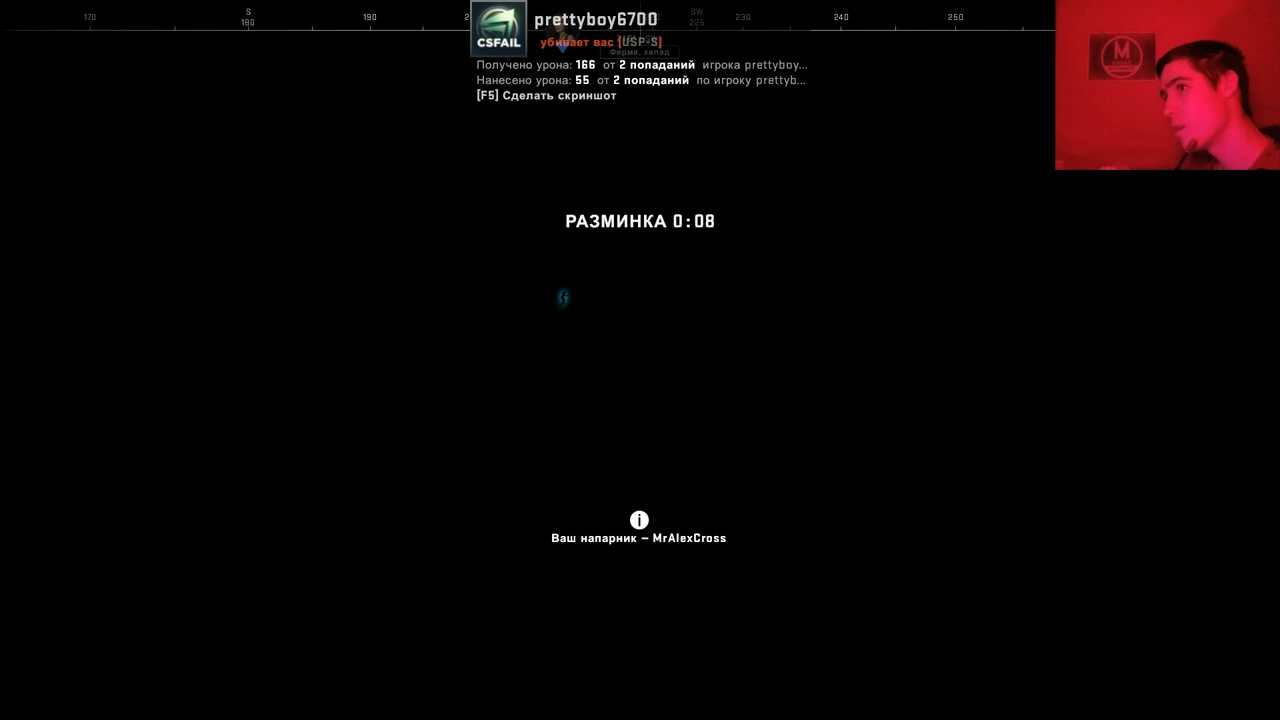 170
S
180
190
SW
225
230
240
250
CSFAIL
prettyboy6700
убивает вас [USP-S]
Ферма, запад
Получено урона: 166 от 2 попаданий игрока prettyboy...
Нанесено урона: 55 от 2 попаданий по игроку prettyb...
[F5] Сделать скриншот
M
РАЗМИНКА 0:08
i
Ваш напарник – MrAlexCross